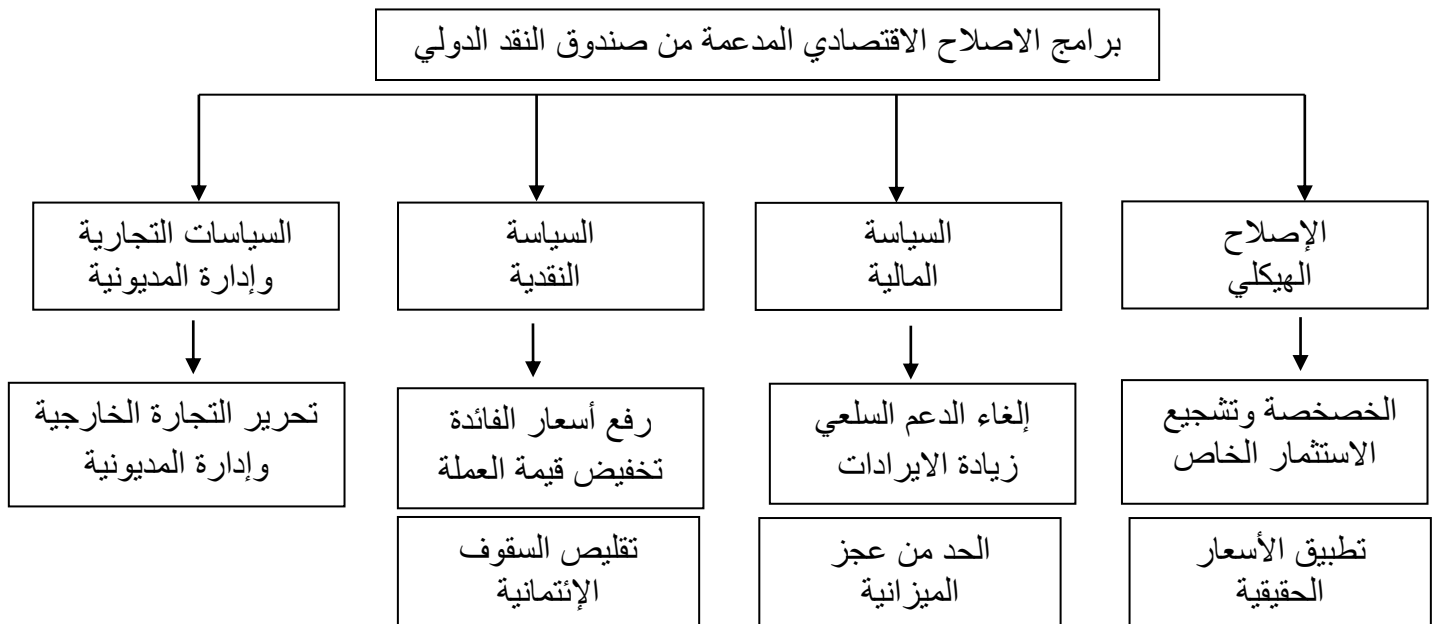 برامج الاصلاح الاقتصادي المدعمة من صندوق النقد الدولي
الإصلاح
الهيكلي
السياسة
المالية
السياسة
النقدية
السياسات التجارية
وإدارة المديونية
الخصخصة وتشجيع
الاستثمار الخاص
إلغاء الدعم السلعي
زيادة الايرادات
رفع أسعار الفائدة
تخفيض قيمة العملة
تحرير التجارة الخارجية
وإدارة المديونية
تطبيق الأسعار
الحقيقية
الحد من عجز
الميزانية
تقليص السقوف
الإئتمانية